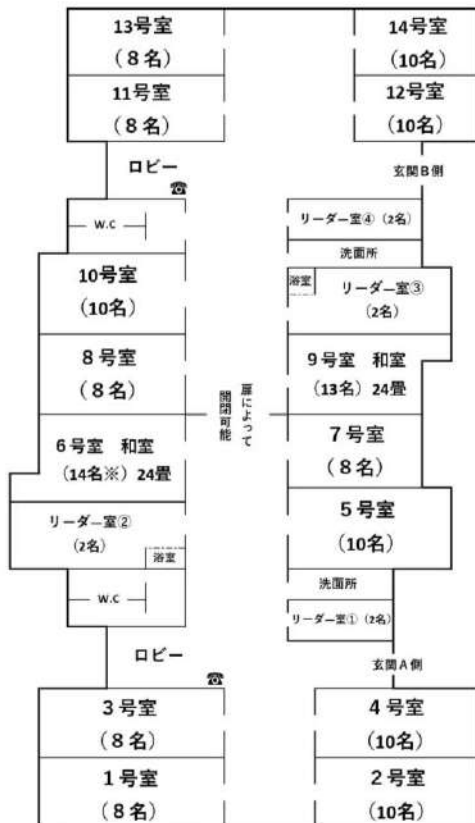 13号室
（８名）
14号室
（10名）
11号室
（８名）
12号室
（10名）
ロビー
☎
玄関B側
W.C
リーダー室④（2名）
洗面所
10号室
（10名）
浴室
リーダー室③
（2名）
８号室
（８名）
9号室　和室
（13名）24畳
扉によって
開閉可能
６号室　和室
（14名※）24畳
７号室
（８名）
リーダー室②
（2名）
浴室
５号室
（10名）
W.C
洗面所
リーダー室①（2名）
ロビー
☎
玄関A側
３号室
（８名）
４号室
（10名）
１号室
（８名）
２号室
（10名）